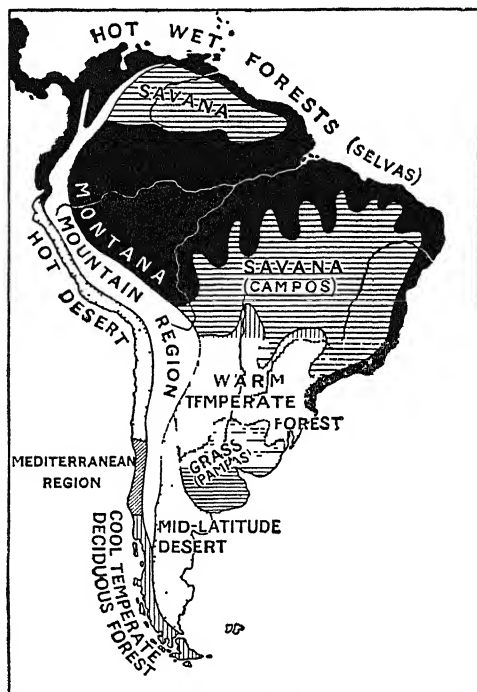 HOT WET FORESTS (SELVAS)
SAVANA
MONTANA
MOUNTAIN REGION
HOT DESERT
SAVANA
(CAMPOS)
WARM
TEMPERATE
FOREST
GRASS
(PAMPAS)
MEDITERRANEAN
REGION
MID-LATITUDE
DESERT
COOL TEMPERATE
DECIDUOUS FOREST